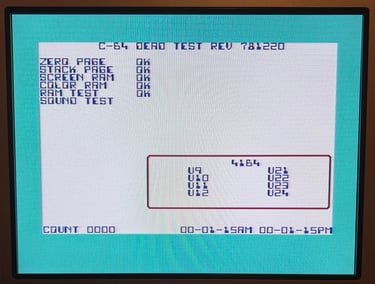 C-64 DEAD TEST REV 781220
ZERO PAGE OK
STACK PAGE OK
SCREEN RAM OK
COLOR RAM OK
RAM TEST OK
SOUND TEST
4164
U9 U21
U10 U22
U11 U23
U12 U24
COUNT 0000 00-01-15AM 00-01-15PM